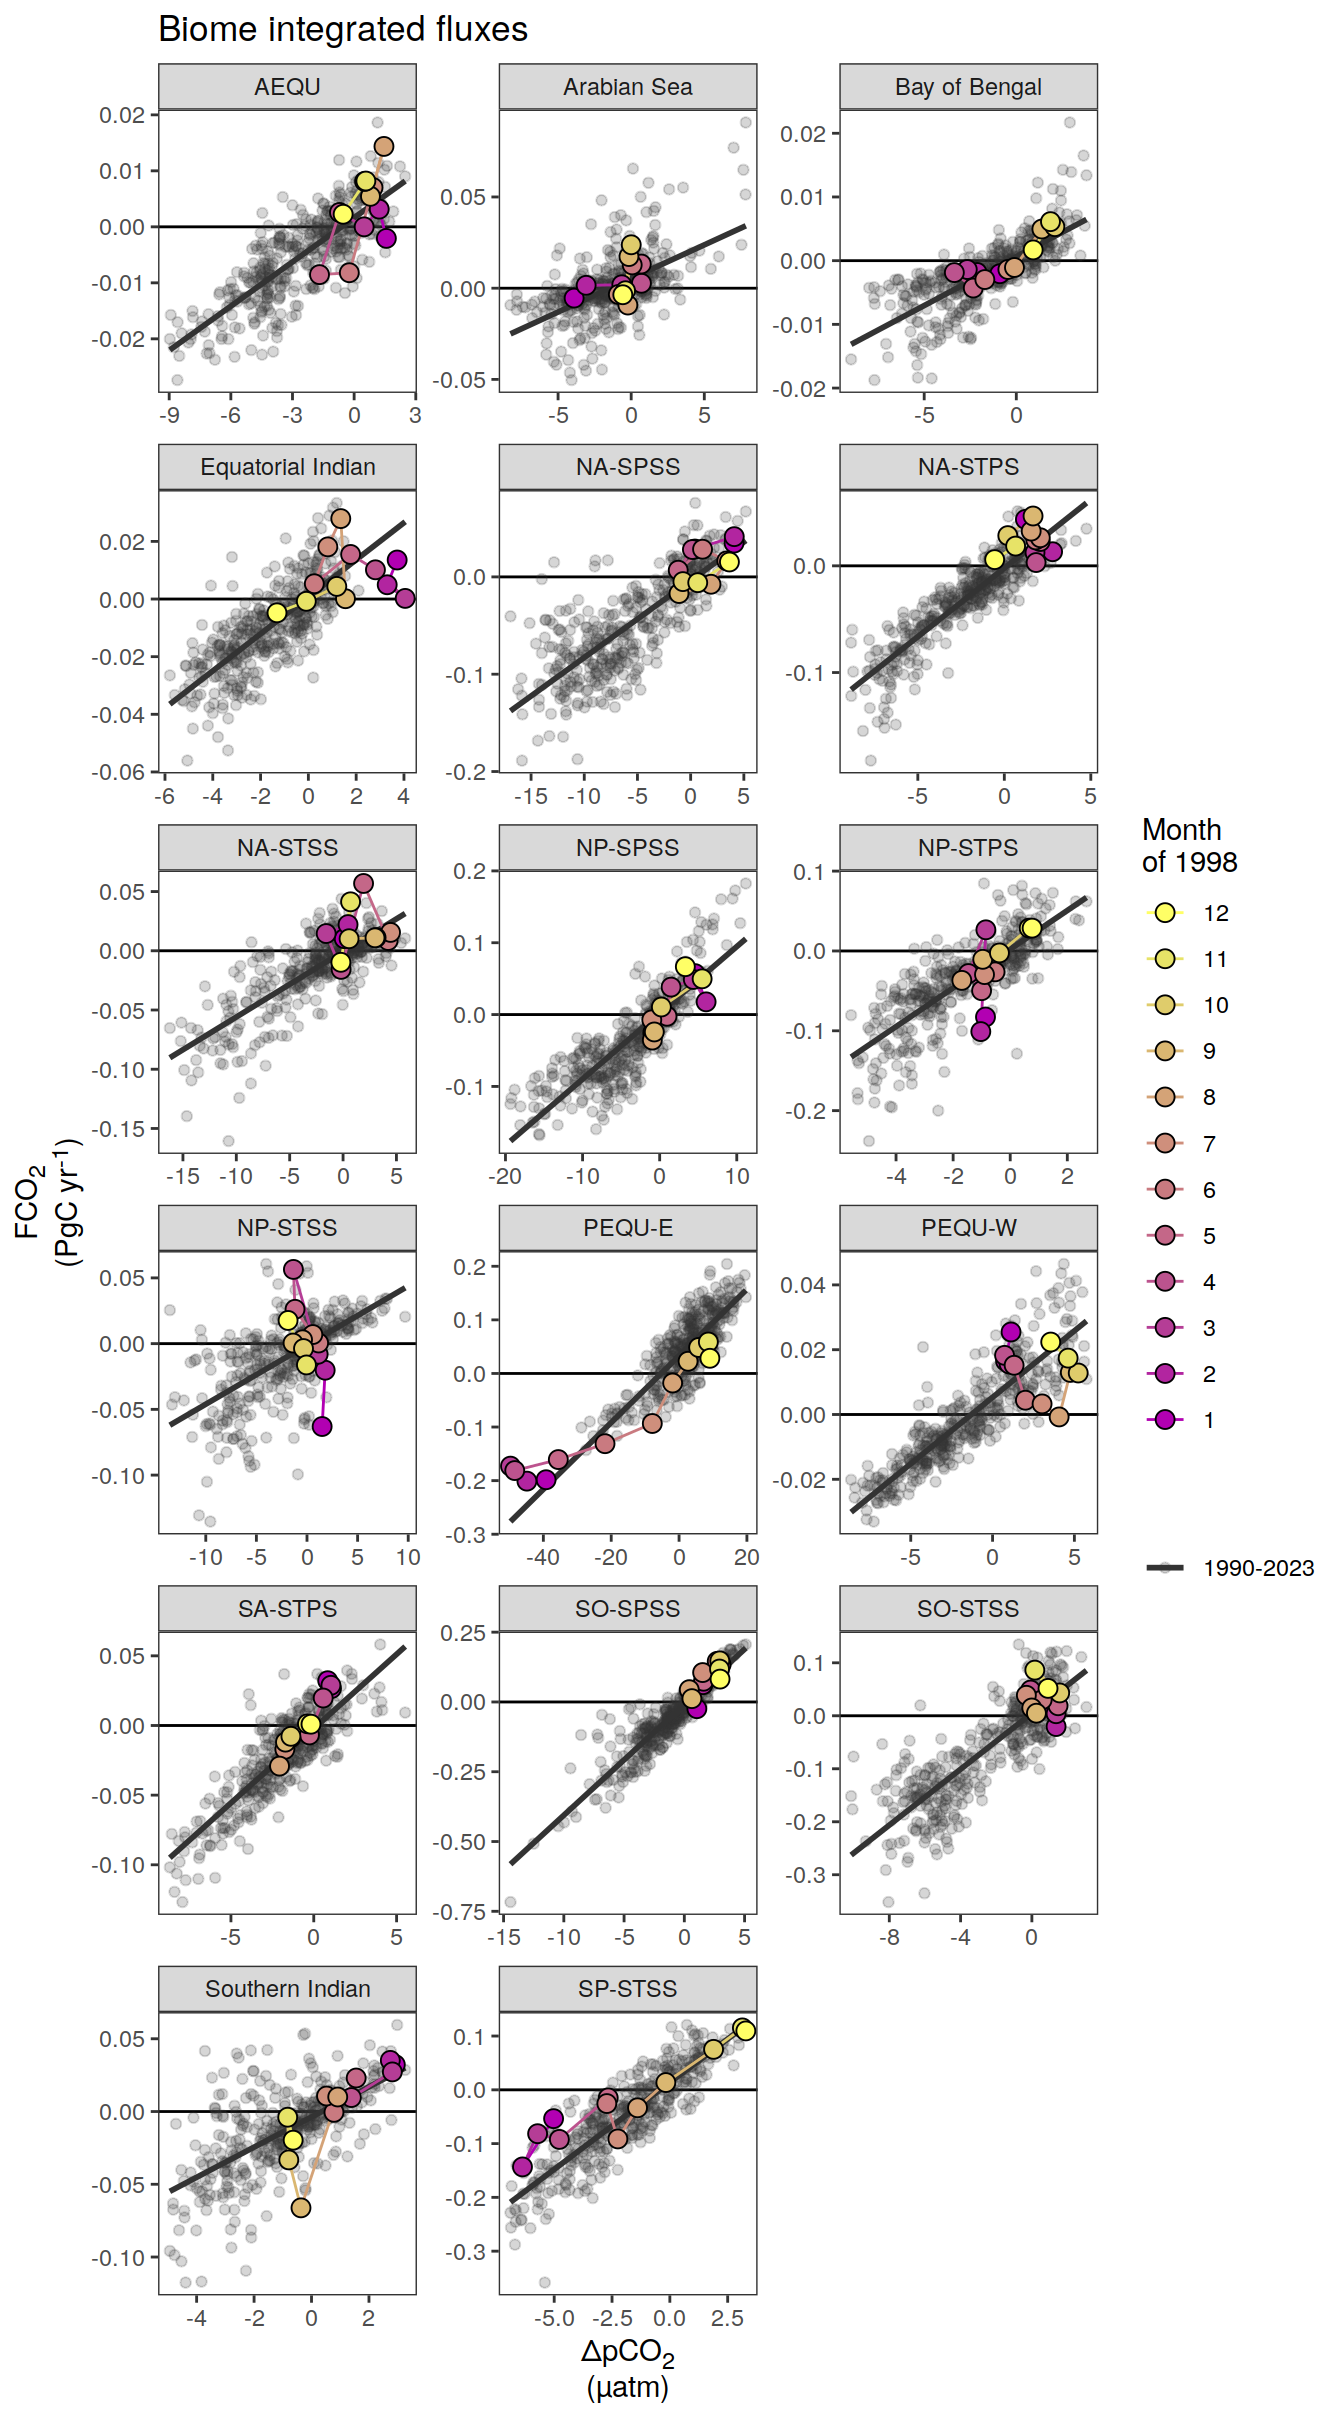 Biome integrated fluxes
AEQU
Arabian Sea
Bay of Bengal
0.02
0.01
0.00
-0.01
-0.02
-9 -6 -3 0 3
0.05
0.00
-0.05
-5 0 5
0.02
0.01
0.00
-0.01
-0.02
-5 0
Equatorial Indian
NA-SPSS
NA-STPS
0.02
0.00
-0.02
-0.04
-0.06
-6 -4 -2 0 2 4
0.0
-0.1
-0.2
-15 -10 -5 0 5
0.0
-0.1
-5 0 5
NA-STSS
NP-SPSS
NP-STPS
0.05
0.00
-0.05
-0.10
-0.15
-15 -10 -5 0 5
0.2
0.1
0.0
-0.1
-20 -10 0 10
0.1
0.0
-0.1
-0.2
-4 -2 0 2
NP-STSS
PEQU-E
PEQU-W
0.05
0.00
-0.05
-0.10
-10 -5 0 5 10
0.2
0.1
0.0
-0.1
-0.2
-0.3
-40 -20 0 20
0.04
0.02
0.00
-0.02
-5 0 5
SA-STPS
SO-SPSS
SO-STSS
0.05
0.00
-0.05
-0.10
-5 0 5
0.25
0.00
-0.25
-0.50
-0.75
-15 -10 -5 0 5
0.1
0.0
-0.1
-0.2
-0.3
-8 -4 0
Southern Indian
SP-STSS
0.05
0.00
-0.05
-0.10
-4 -2 0 2
0.1
0.0
-0.1
-0.2
-0.3
-5.0 -2.5 0.0 2.5
FCO₂
(PgC yr⁻¹)
ΔpCO₂
(µatm)
Month
of 1998
12
11
10
9
8
7
6
5
4
3
2
1
1990-2023